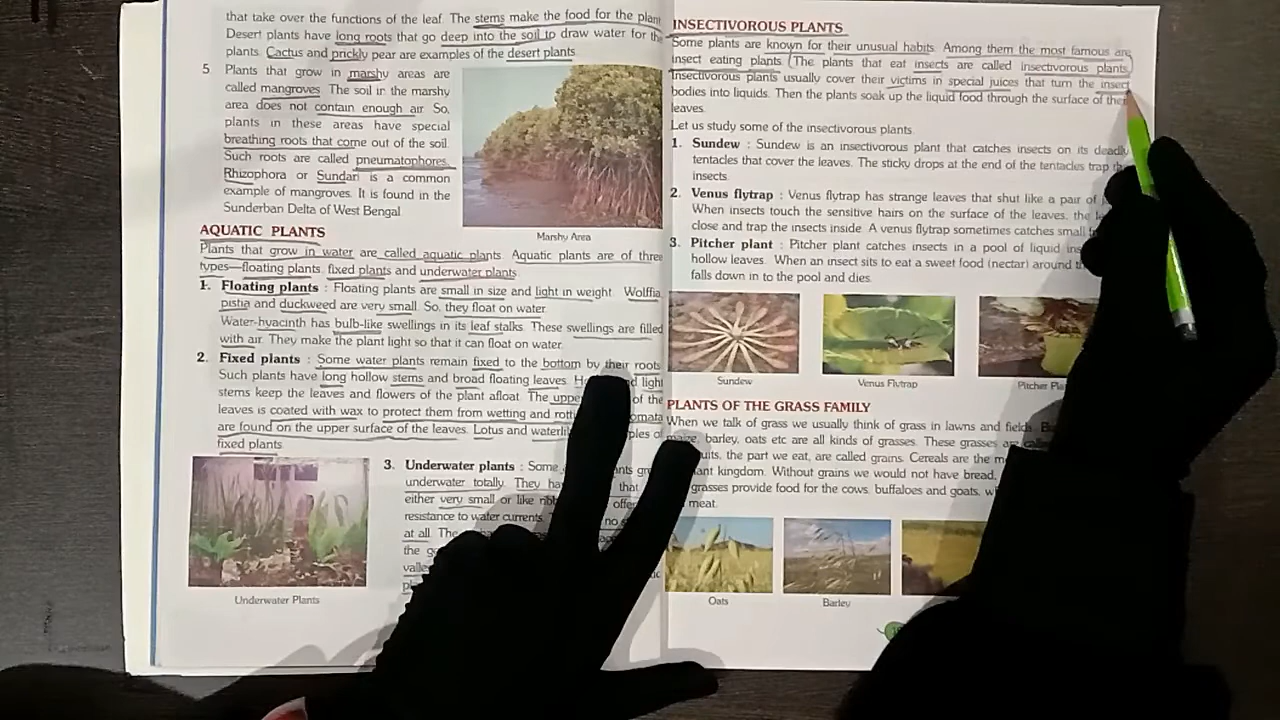 that take over the functions of the leaf. The stems make the food for the plant
Desert plants have long roots that go deep into the soil to draw water for the
plants. Cactus and prickly pear are examples of the desert plants.
5. Plants that grow in marshy areas are
called mangroves. The soil in the marshy
area does not contain enough air. So,
plants in these areas have special
breathing roots that come out of the soil.
Such roots are called pneumatophores.
Rhizophora or Sundari is a common
example of mangroves. It is found in the
Sunderban Delta of West Bengal.
Marshy Area
AQUATIC PLANTS
Plants that grow in water are called aquatic plants. Aquatic plants are of three
types—floating plants, fixed plants and underwater plants.
1. Floating plants : Floating plants are small in size and light in weight. Wolffia,
pistia and duckweed are very small. So, they float on water.
Water-hyacinth has bulb-like swellings in its leaf stalks. These swellings are filled
with air. They make the plant light so that it can float on water.
2. Fixed plants : Some water plants remain fixed to the bottom by their roots.
Such plants have long hollow stems and broad floating leaves. light
stems keep the leaves and flowers of the plant afloat. The of the
leaves is coated with wax to protect them from wetting and
are found on the upper surface of the leaves. Lotus and
fixed plants.
3. Underwater plants : Some
underwater totally. They that
either very small or like
resistance to water currents. no
at all.
the
Underwater Plants
INSECTIVOROUS PLANTS
Some plants are known for their unusual habits. Among them the most famous are
insect eating plants. (The plants that eat insects are called insectivorous plants.)
Insectivorous plants usually cover their victims in special juices that turn the insect
bodies into liquids. Then the plants soak up the liquid food through the surface of their
leaves.
Let us study some of the insectivorous plants.
1. Sundew : Sundew is an insectivorous plant that catches insects on its deadly
tentacles that cover the leaves. The sticky drops at the end of the tentacles trap the
insects.
2. Venus flytrap : Venus flytrap has strange leaves that shut like a pair of
When insects touch the sensitive hairs on the surface of the leaves, the
close and trap the insects inside. A venus flytrap sometimes catches small
3. Pitcher plant : Pitcher plant catches insects in a pool of liquid
hollow leaves. When an insect sits to eat a sweet food (nectar) around
falls down in to the pool and dies.
Sundew
Venus Flytrap
Pitcher
PLANTS OF THE GRASS FAMILY
When we talk of grass we usually think of grass in lawns and fields.
maize, barley, oats etc are all kinds of grasses. These grasses are
the part we eat, are called grains. Cereals are the
kingdom. Without grains we would not have bread,
grasses provide food for the cows, buffaloes and goats,
meat.
Oats
Barley